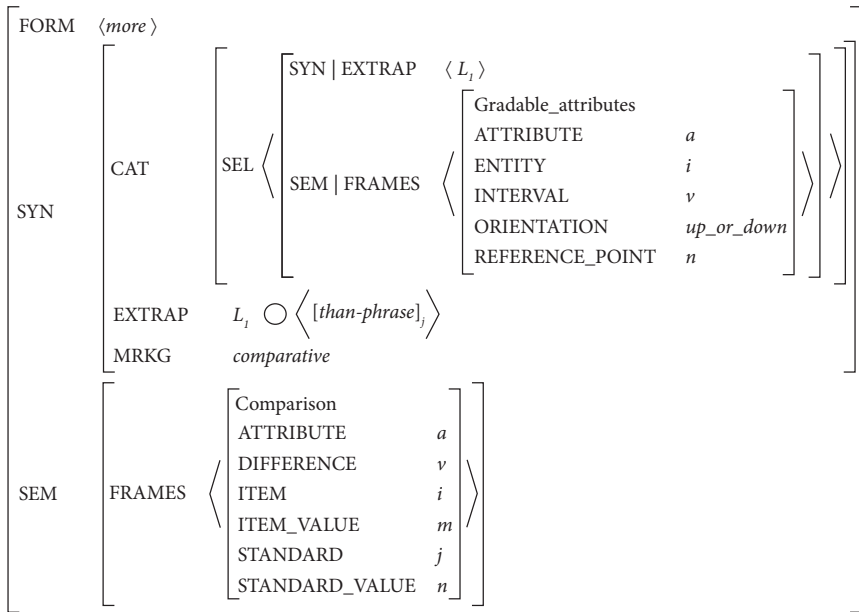 FORM ⟨more⟩
SYN | EXTRAP ⟨ L₁ ⟩
Gradable_attributes
ATTRIBUTE a
CAT SEL ENTITY i
SEM | FRAMES INTERVAL v
SYN ORIENTATION up_or_down
REFERENCE_POINT n
EXTRAP L₁ ◯ ⟨[than-phrase]ⱼ⟩
MRKG comparative
Comparison
ATTRIBUTE a
DIFFERENCE v
SEM FRAMES ITEM i
ITEM_VALUE m
STANDARD j
STANDARD_VALUE n